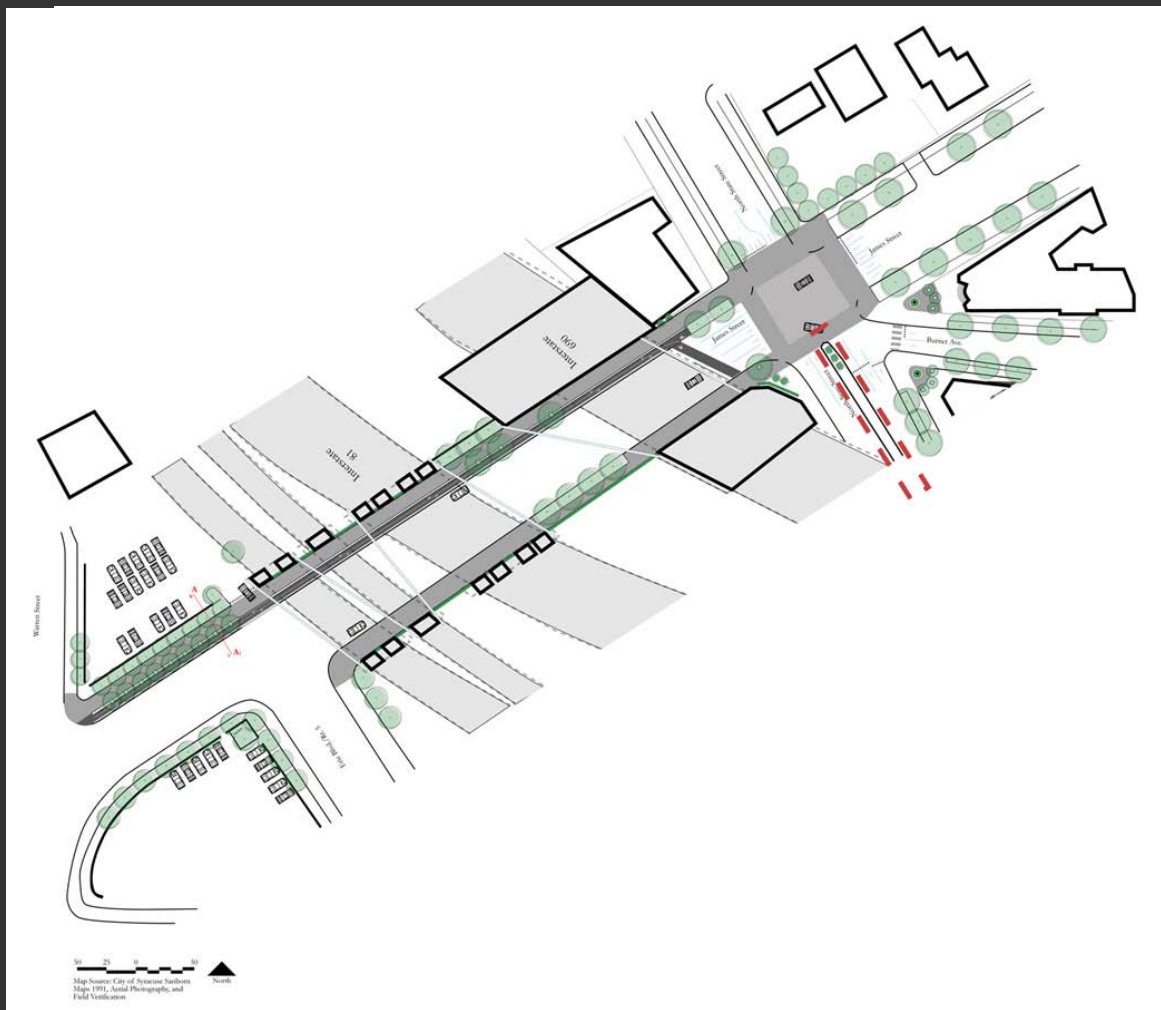 North State Street
James Street
James Street
Burnet Ave.
North State Street
Interstate
690
Interstate
81
Warren Street
A
A
Erie Blvd./Rt. 5
50 25 0 50
Map Source: City of Syracuse Sanborn
Maps 1991, Aerial Photography, and
Field Verification
North